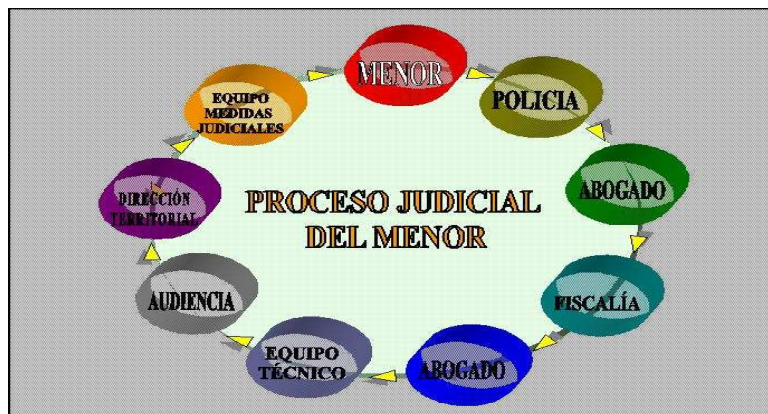 MENOR
POLICIA
ABOGADO
FISCALÍA
ABOGADO
EQUIPO
TÉCNICO
AUDIENCIA
DIRECCIÓN
TERRITORIAL
EQUIPO
MEDIDAS
JUDICIALES
PROCESO JUDICIAL
DEL MENOR